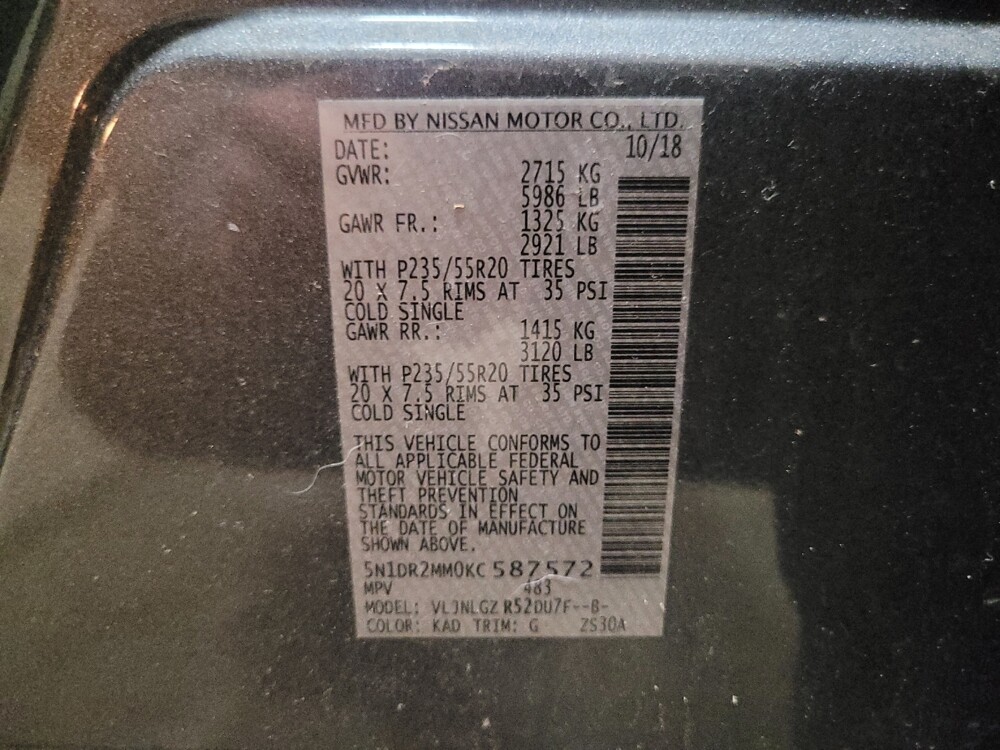 MFD BY NISSAN MOTOR CO., LTD.
DATE: 10/18
GVWR: 2715 KG
5986 LB
GAWR FR.: 1325 KG
2921 LB
WITH P235/55R20 TIRES
20 X 7.5 RIMS AT 35 PSI
COLD SINGLE
GAWR RR.: 1415 KG
3120 LB
WITH P235/55R20 TIRES
20 X 7.5 RIMS AT 35 PSI
COLD SINGLE
THIS VEHICLE CONFORMS TO
ALL APPLICABLE FEDERAL
MOTOR VEHICLE SAFETY AND
THEFT PREVENTION
STANDARDS IN EFFECT ON
THE DATE OF MANUFACTURE
SHOWN ABOVE.
5N1DR2MM0KC 587572
MPV 483
MODEL: VLJNLGZ R52DU7F--B-
COLOR: KAD TRIM: G ZS30A